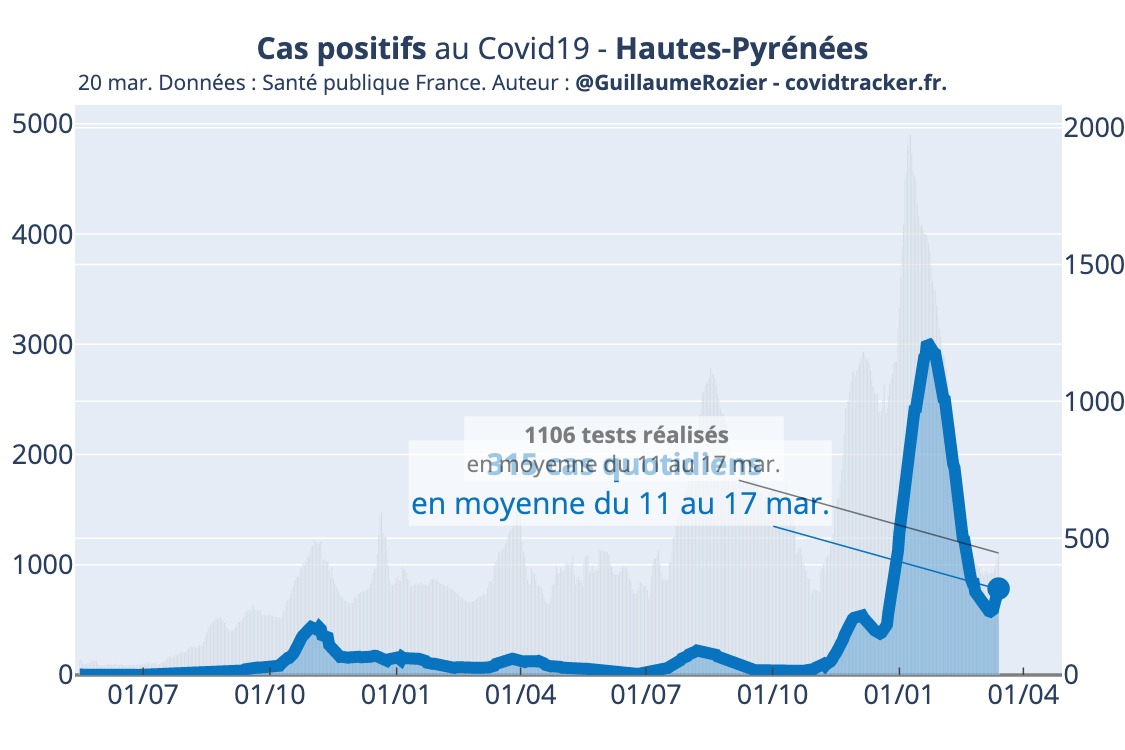 Cas positifs au Covid19 - Hautes-Pyrénées
20 mar. Données : Santé publique France. Auteur : @GuillaumeRozier - covidtracker.fr.
5000
4000
3000
2000
1000
0
2000
1500
1000
500
0
1106 tests réalisés
en moyenne du 11 au 17 mar.
315 cas quotidiens
en moyenne du 11 au 17 mar.
01/07 01/10 01/01 01/04 01/07 01/10 01/01 01/04